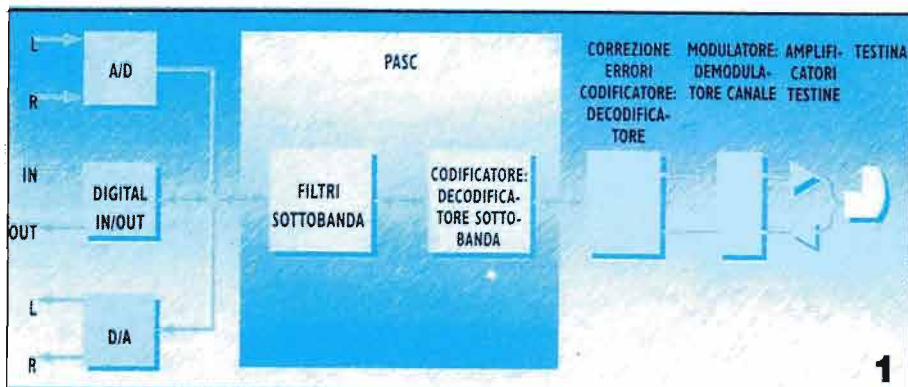 L
R
A/D
IN
OUT
DIGITAL
IN/OUT
L
R
D/A
PASC
FILTRI
SOTTOBANDA
CODIFICATORE:
DECODIFICA-
TORE SOTTO-
BANDA
CORREZIONE
ERRORI
CODIFICATORE:
DECODIFICA-
TORE
MODULATORE:
DEMODULA-
TORE CANALE
AMPLIFI-
CATORI
TESTINE
TESTINA
1